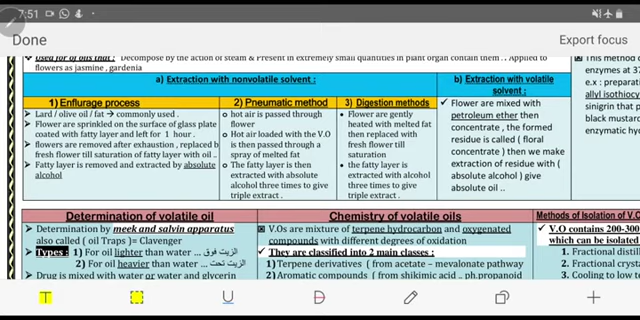 7:51
Done
Export focus
Used for of oils that : Decompose by the action of steam & Present in extremely small quantities in plant organ contain them .. Applied to
flowers as jasmine , gardenia
a) Extraction with nonvolatile solvent :
1) Enflurage process
Lard / olive oil / fat → commonly used .
Flower are sprinkled on the surface of glass plate
coated with fatty layer and left for 1 hour .
flowers are removed after exhaustion , replaced b
fresh flower till saturation of fatty layer with oil ..
Fatty layer is removed and extracted by absolute
alcohol
2) Pneumatic method
hot air is passed through
flower
Hot air loaded with the V.O
is then passed through a
spray of melted fat
The fatty layer is then
extracted with absolute
alcohol three times to give
triple extract .
3) Digestion methods
Flower are gently
heated with melted fat
then replaced with
fresh flower till
saturation
the fatty layer is
extracted with alcohol
three times to give
triple extract .
b) Extraction with volatile
solvent :
Flower are mixed with
petroleum ether then
concentrate , the formed
residue is called ( floral
concentrate ) then we make
extraction of residue with (
absolute alcohol ) give
absolute oil ..
This method
enzymes at 37
e.x : preparati
allyl isothiocy
sinigrin that p
black mustard
enzymatic hyd
Determination of volatile oil
Determination by meek and salvin apparatus
also called ( oil Traps )= Clavenger
Types : 1) For oil lighter than water ... الزيت فوق
2) For oil heavier than water ... الزيت تحت
Drug is mixed with water or water and glycerin
Chemistry of volatile oils
V.Os are mixture of terpene hydrocarbon and oxygenated
compounds with different degrees of oxidation
They are classified into 2 main classes :
1) Terpene derivatives ( from acetate – mevalonate pathway
2) Aromatic compounds ( from shikimic acid .. ph.propanoid
Methods of Isolation of V.O
V.O contains 200-300
which can be isolated
1. Fractional distill
2. Fractional cryst
3. Cooling to low te